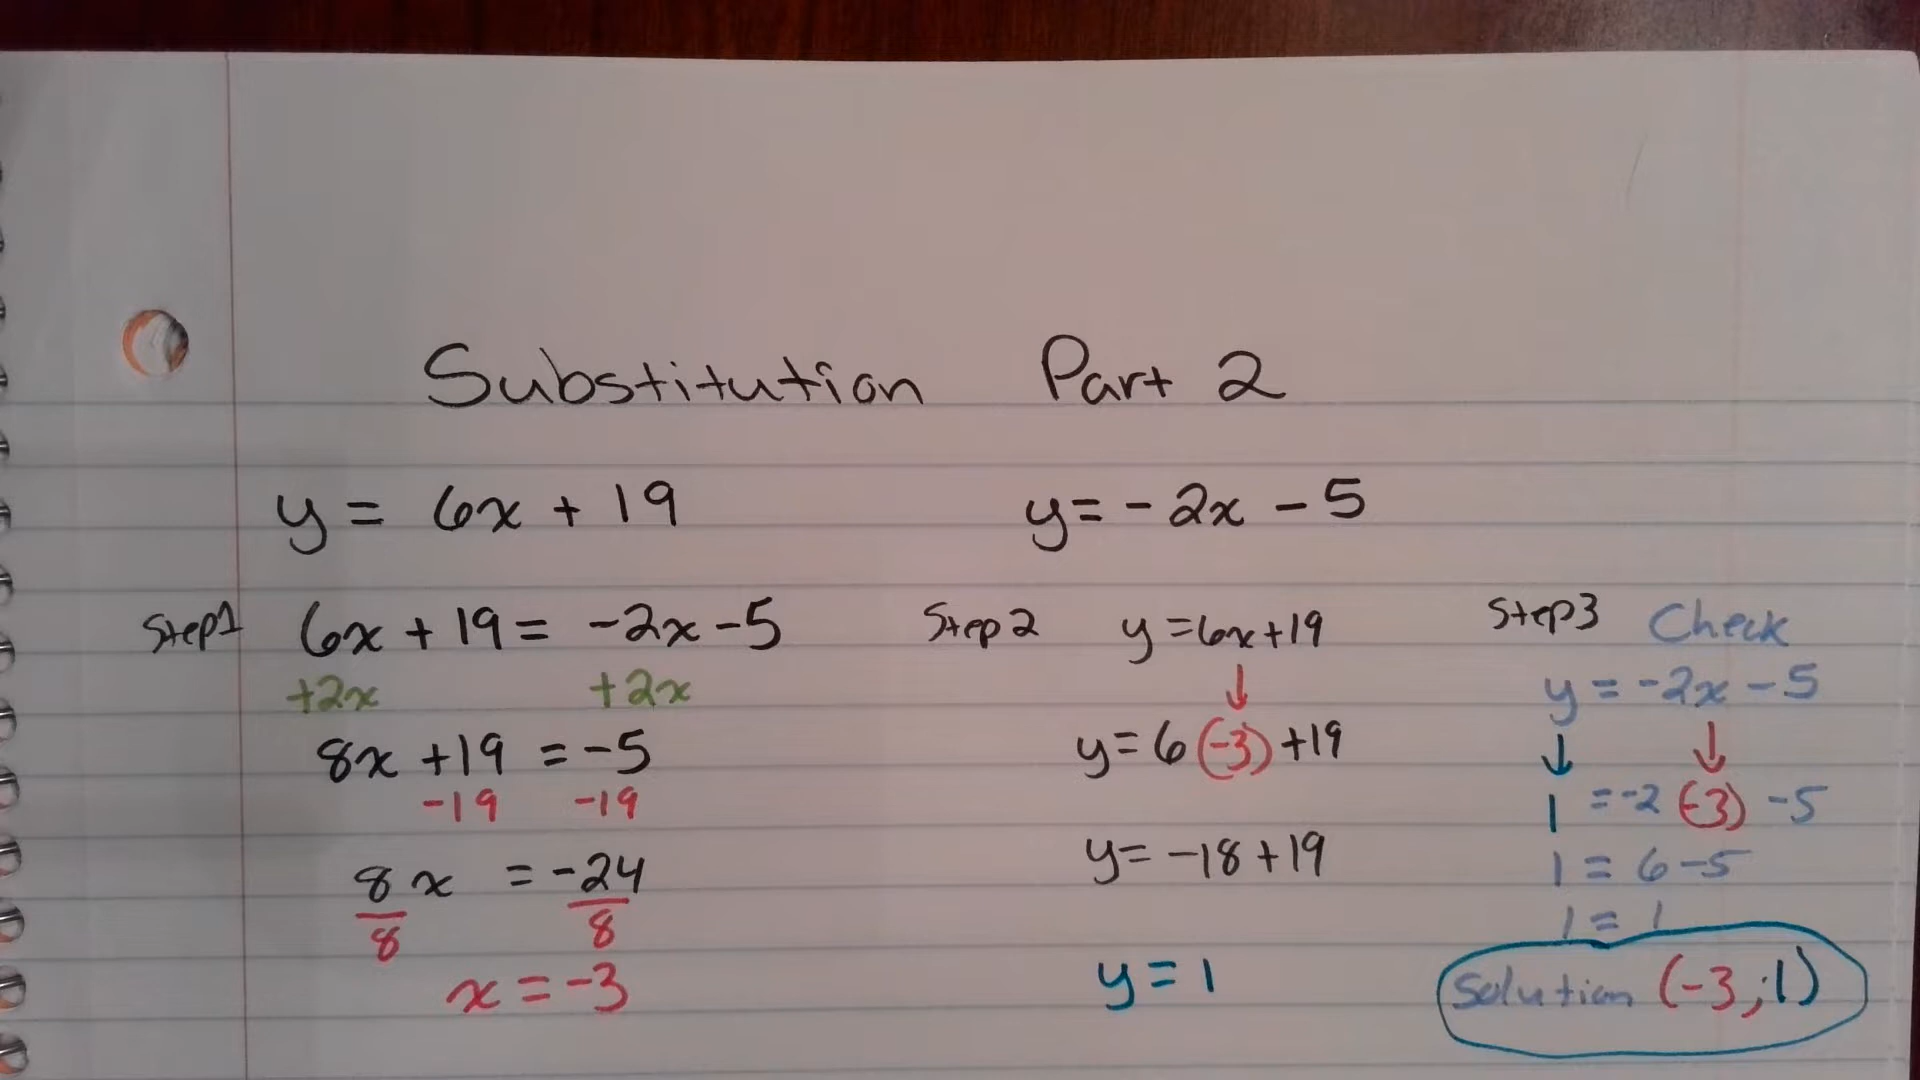 Substitution Part 2
y = 6x + 19
y = -2x - 5
Step1
6x + 19 = -2x - 5
+2x +2x
8x + 19 = -5
-19 -19
8x = -24
8 8
x = -3
Step 2
y = 6x + 19
↓
y = 6 (-3) + 19
y = -18 + 19
y = 1
Step3 Check
y = -2x - 5
↓ ↓
1 = -2 (-3) - 5
1 = 6 - 5
1 = 1
Solution (-3, 1)